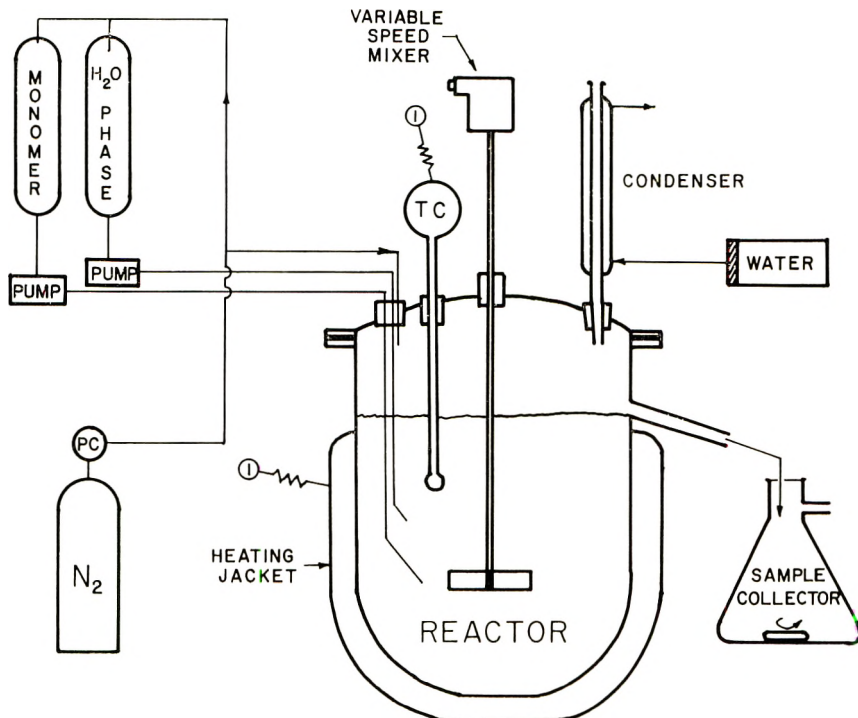 VARIABLE
SPEED
MIXER
MONOMER
H₂O
PHASE
I
TC
CONDENSER
PUMP
PUMP
WATER
PC
I
N₂
HEATING
JACKET
SAMPLE
COLLECTOR
REACTOR